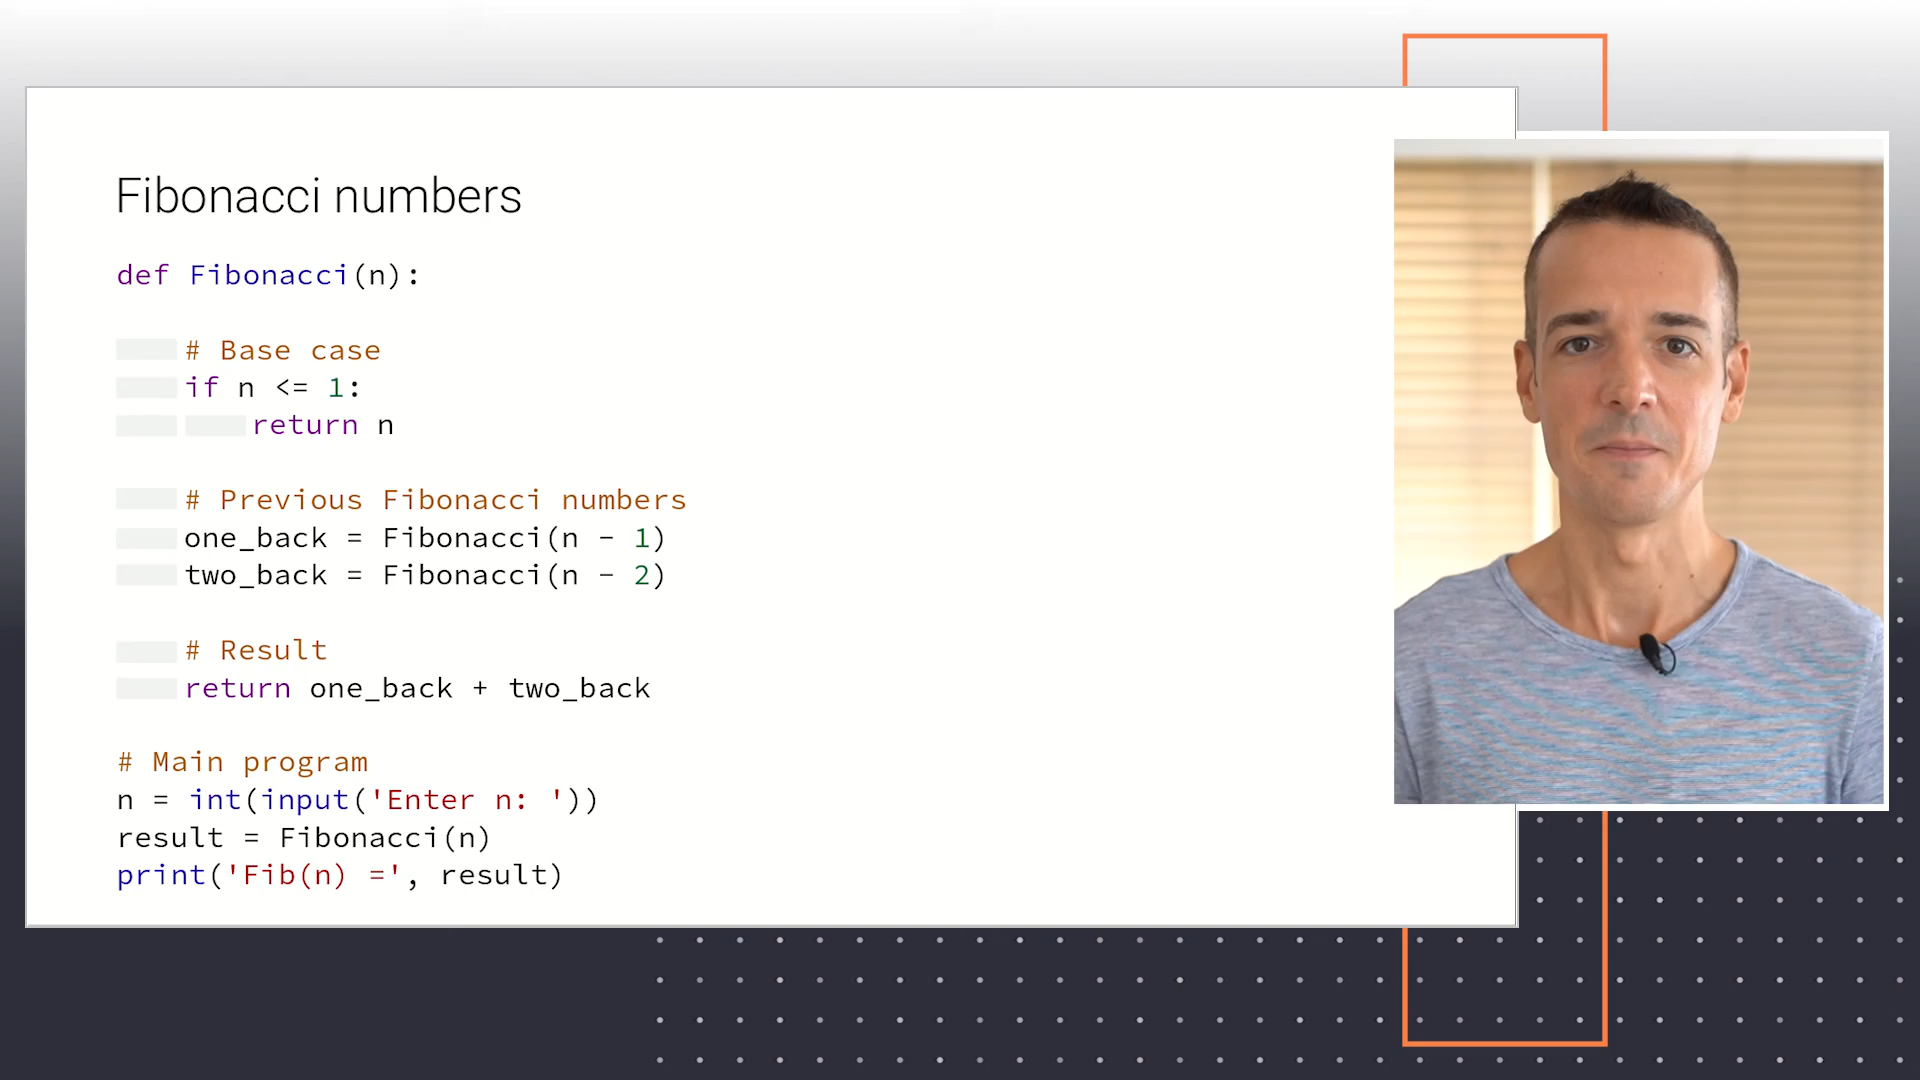 Fibonacci numbers
def Fibonacci(n):
# Base case
if n <= 1:
return n
# Previous Fibonacci numbers
one_back = Fibonacci(n - 1)
two_back = Fibonacci(n - 2)
# Result
return one_back + two_back
# Main program
n = int(input('Enter n: '))
result = Fibonacci(n)
print('Fib(n) =', result)